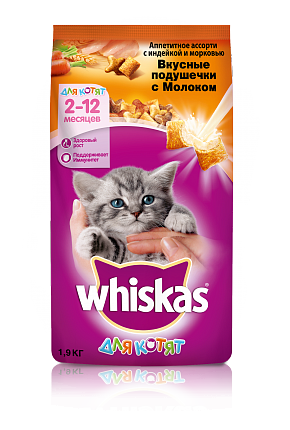 Аппетитное ассорти
с индейкой и морковью
Вкусные
подушечки
с Молоком
ДЛЯ КОТЯТ
2-12
месяцев
Здоровый
рост
Поддерживает
Иммунитет
whiskas
ДЛЯ КОТЯТ
1,9 КГ